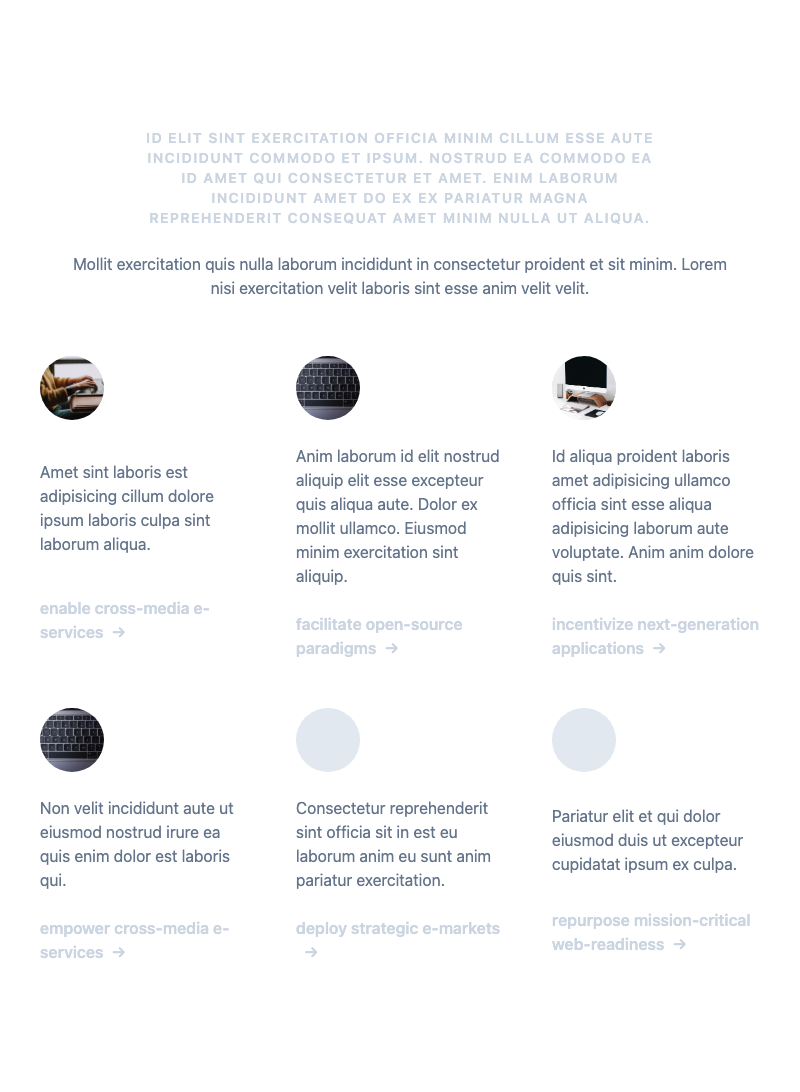 ID ELIT SINT EXERCITATION OFFICIA MINIM CILLUM ESSE AUTE
INCIDIDUNT COMMODO ET IPSUM. NOSTRUD EA COMMODO EA
ID AMET QUI CONSECTETUR ET AMET. ENIM LABORUM
INCIDIDUNT AMET DO EX EX PARIATUR MAGNA
REPREHENDERIT CONSEQUAT AMET MINIM NULLA UT ALIQUA.
Mollit exercitation quis nulla laborum incididunt in consectetur proident et sit minim. Lorem
nisi exercitation velit laboris sint esse anim velit velit.
Amet sint laboris est
adipisicing cillum dolore
ipsum laboris culpa sint
laborum aliqua.
enable cross-media e-
services →
Anim laborum id elit nostrud
aliquip elit esse excepteur
quis aliqua aute. Dolor ex
mollit ullamco. Eiusmod
minim exercitation sint
aliquip.
facilitate open-source
paradigms →
Id aliqua proident laboris
amet adipisicing ullamco
officia sint esse aliqua
adipisicing laborum aute
voluptate. Anim anim dolore
quis sint.
incentivize next-generation
applications →
Non velit incididunt aute ut
eiusmod nostrud irure ea
quis enim dolor est laboris
qui.
empower cross-media e-
services →
Consectetur reprehenderit
sint officia sit in est eu
laborum anim eu sunt anim
pariatur exercitation.
deploy strategic e-markets
→
Pariatur elit et qui dolor
eiusmod duis ut excepteur
cupidatat ipsum ex culpa.
repurpose mission-critical
web-readiness →